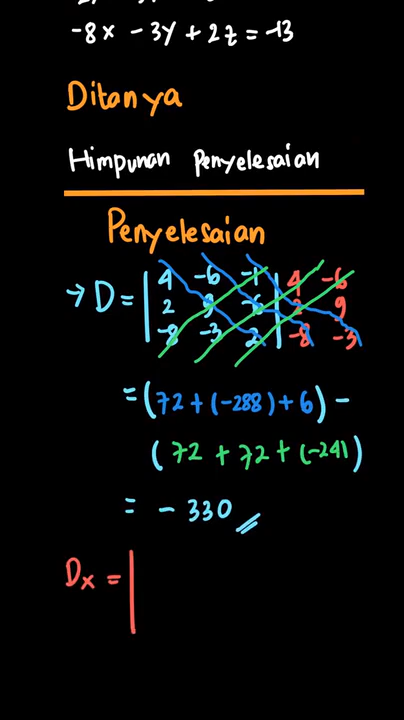 -8x - 3y + 2z = -13
Ditanya
Himpunan Penyelesaian
Penyelesaian
→ D = | 4 -6 -1 | 4 -6
2 9 -6 | 2 9
-8 -3 2 | -8 -3
= (72 + (-288) + 6) -
(72 + 72 + (-24))
= - 330
Dx = |